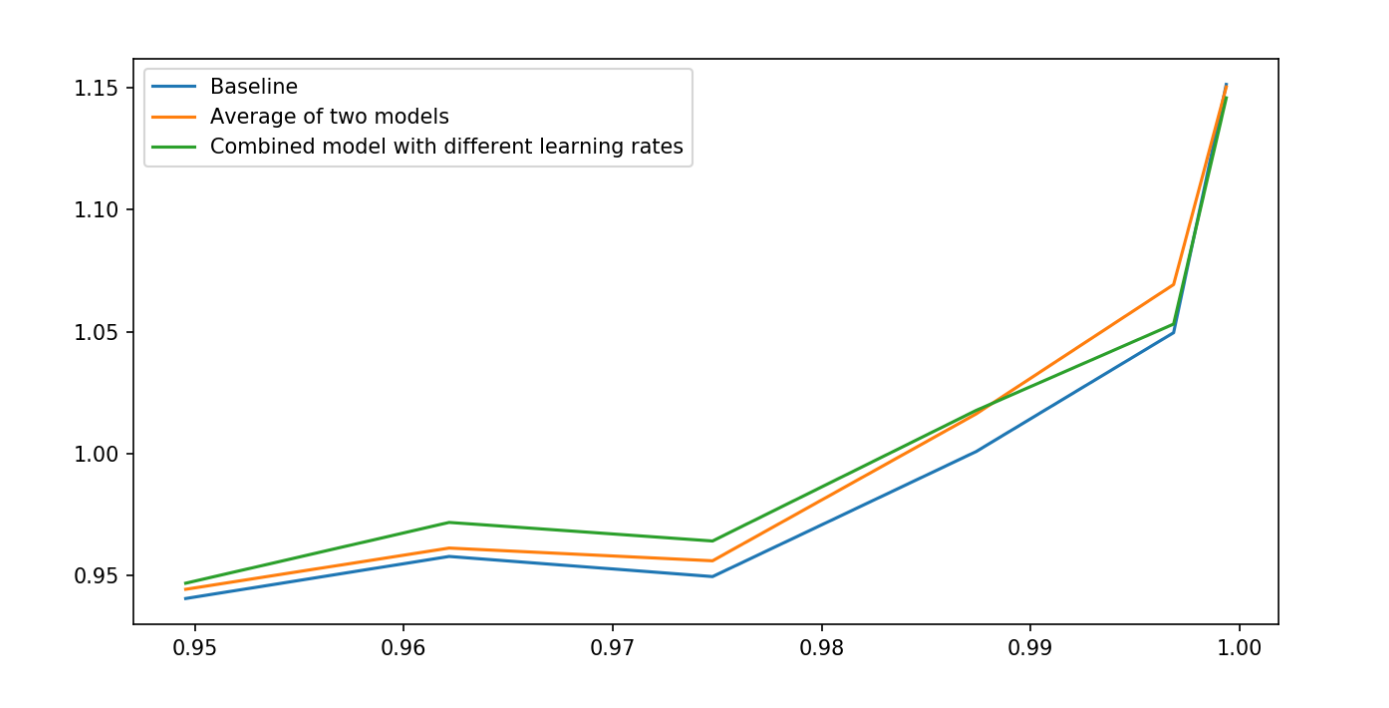 Baseline
Average of two models
Combined model with different learning rates
1.15
1.10
1.05
1.00
0.95
0.95 0.96 0.97 0.98 0.99 1.00